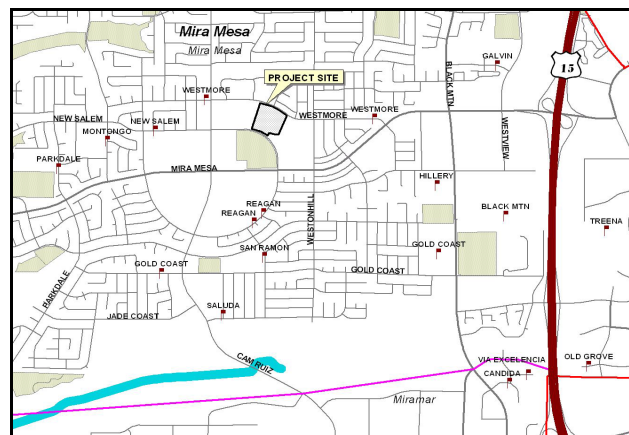 Mira Mesa
Mira Mesa
GALVIN
15
BLACK MTN
PROJECT SITE
WESTMORE
WESTMORE
WESTMORE
NEW SALEM
NEW SALEM
MONTONGO
WESTVIEW
PARKDALE
MIRA MESA
HILLERY
REAGAN
REAGAN
WESTONHILL
BLACK MTN
TREENA
SAN RAMON
GOLD COAST
GOLD COAST
GOLD COAST
PARKDALE
SALUDA
JADE COAST
CAM RUIZ
VIA EXCELENCIA
OLD GROVE
CANDIDA
Miramar